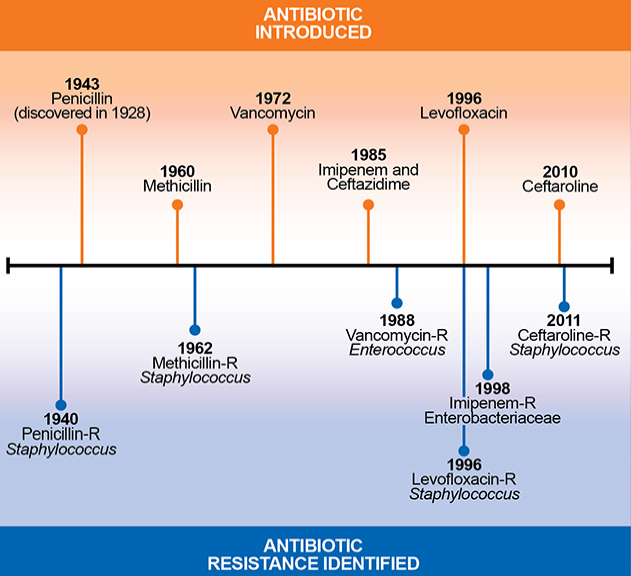 ANTIBIOTIC
INTRODUCED
1943
Penicillin
(discovered in 1928)
1972
Vancomycin
1996
Levofloxacin
1960
Methicillin
1985
Imipenem and
Ceftazidime
2010
Ceftaroline
1940
Penicillin-R
Staphylococcus
1962
Methicillin-R
Staphylococcus
1988
Vancomycin-R
Enterococcus
1996
Levofloxacin-R
Staphylococcus
1998
Imipenem-R
Enterobacteriaceae
2011
Ceftaroline-R
Staphylococcus
ANTIBIOTIC
RESISTANCE IDENTIFIED